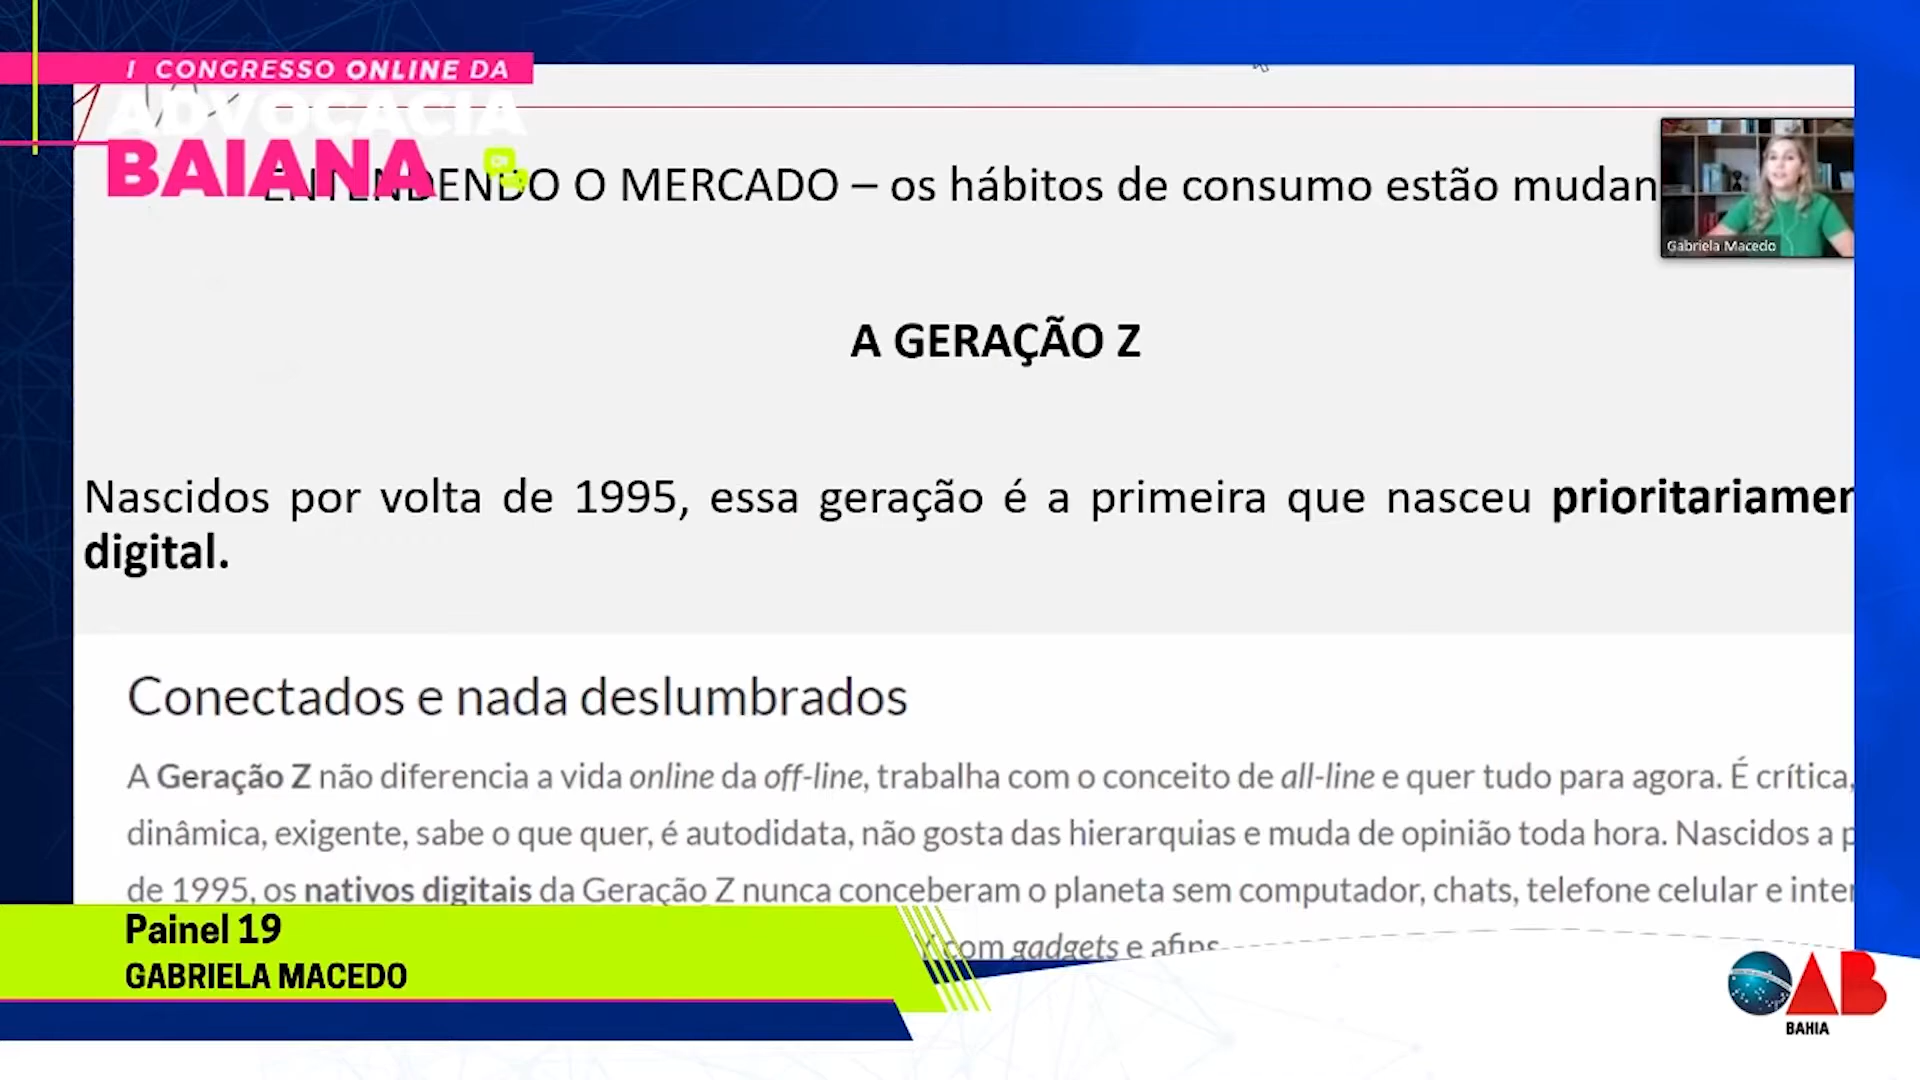 I CONGRESSO ONLINE DA
ADVOCACIA
BAIANA
ENTENDENDO O MERCADO – os hábitos de consumo estão mudan
Gabriela Macedo
A GERAÇÃO Z
Nascidos por volta de 1995, essa geração é a primeira que nasceu prioritariamen
digital.
Conectados e nada deslumbrados
A Geração Z não diferencia a vida online da off-line, trabalha com o conceito de all-line e quer tudo para agora. É crítica,
dinâmica, exigente, sabe o que quer, é autodidata, não gosta das hierarquias e muda de opinião toda hora. Nascidos a p
de 1995, os nativos digitais da Geração Z nunca conceberam o planeta sem computador, chats, telefone celular e inter
com gadgets e afins
Painel 19
GABRIELA MACEDO
OAB
BAHIA